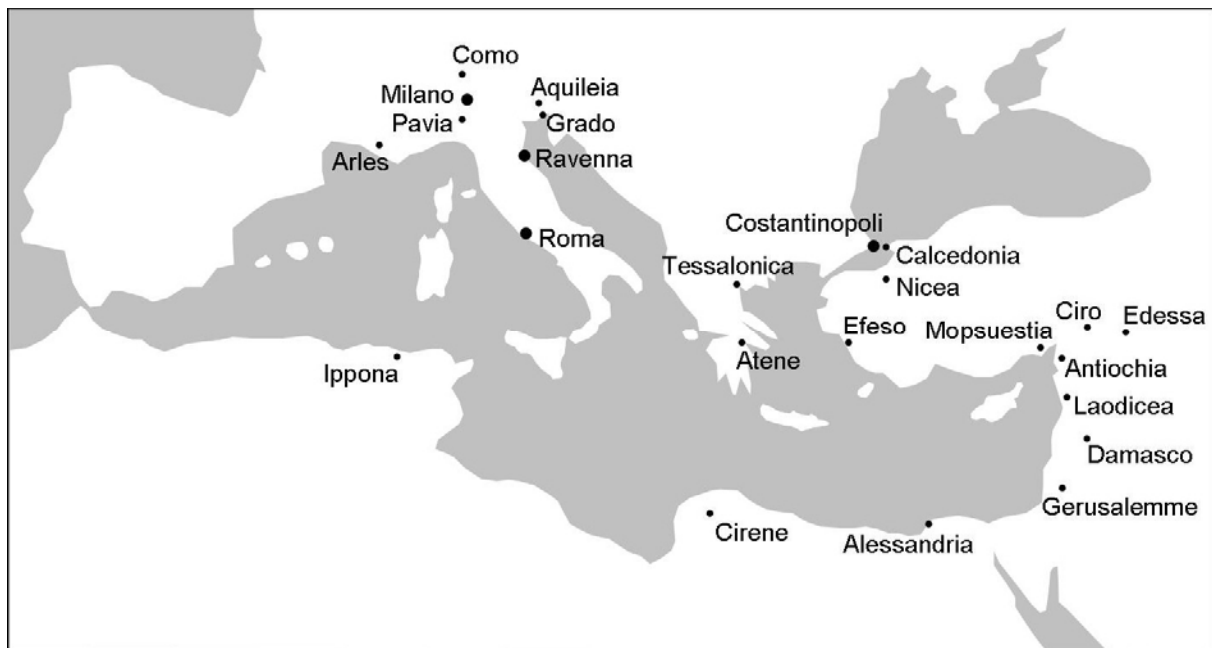 Como
Milano
Aquileia
Pavia
Grado
Arles
Ravenna
Costantinopoli
Roma
Calcedonia
Tessalonica
Nicea
Ciro
Edessa
Efeso
Mopsuestia
Atene
Antiochia
Ippona
Laodicea
Damasco
Gerusalemme
Cirene
Alessandria